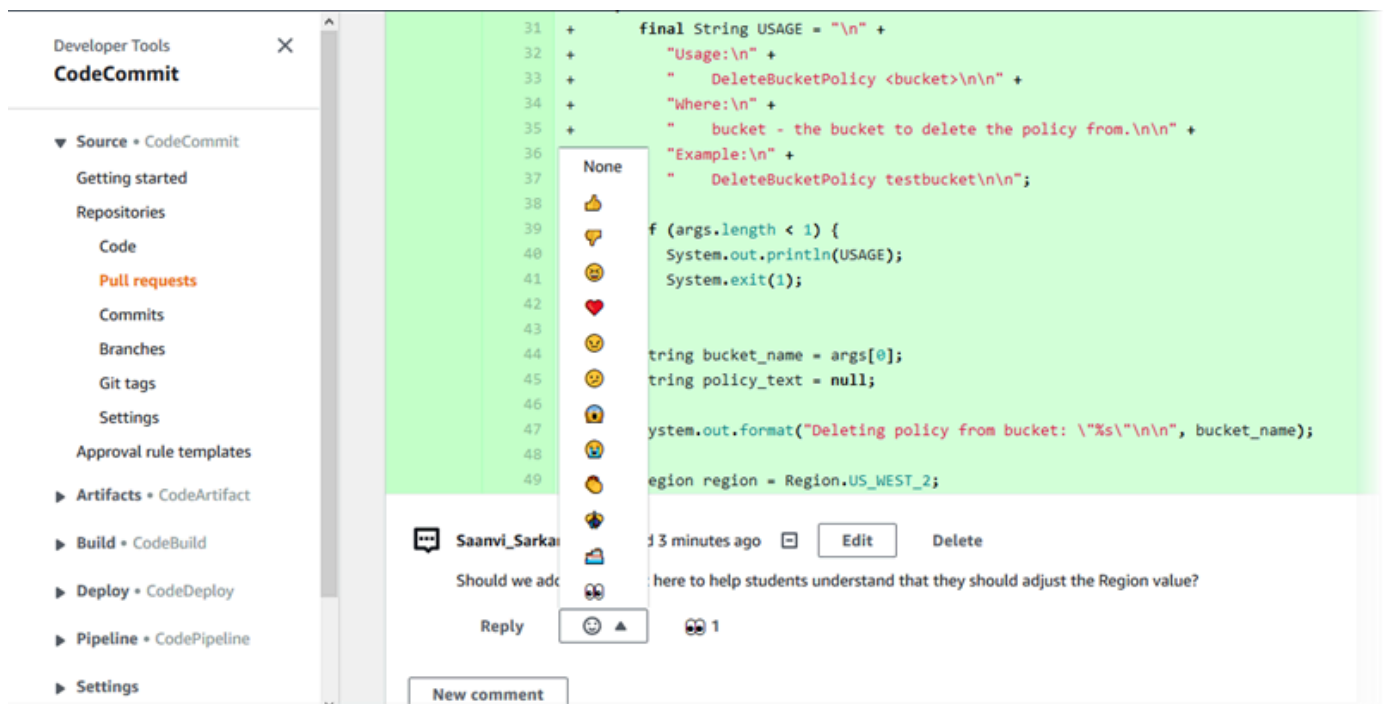 Developer Tools
CodeCommit
Source • CodeCommit
Getting started
Repositories
Code
Pull requests
Commits
Branches
Git tags
Settings
Approval rule templates
Artifacts • CodeArtifact
Build • CodeBuild
Deploy • CodeDeploy
Pipeline • CodePipeline
Settings
31 + final String USAGE = "\n" +
32 + "Usage:\n" +
33 + " DeleteBucketPolicy <bucket>\n\n" +
34 + "Where:\n" +
35 + " bucket - the bucket to delete the policy from.\n\n" +
36 "Example:\n" +
37 " DeleteBucketPolicy testbucket\n\n";
38
39 f (args.length < 1) {
40 System.out.println(USAGE);
41 System.exit(1);
42
43
44 tring bucket_name = args[0];
45 tring policy_text = null;
46
47 ystem.out.format("Deleting policy from bucket: \"%s\"\n\n", bucket_name);
48
49 egion region = Region.US_WEST_2;
None
Saanvi_Sarka 3 minutes ago Edit Delete
Should we add here to help students understand that they should adjust the Region value?
Reply 1
New comment